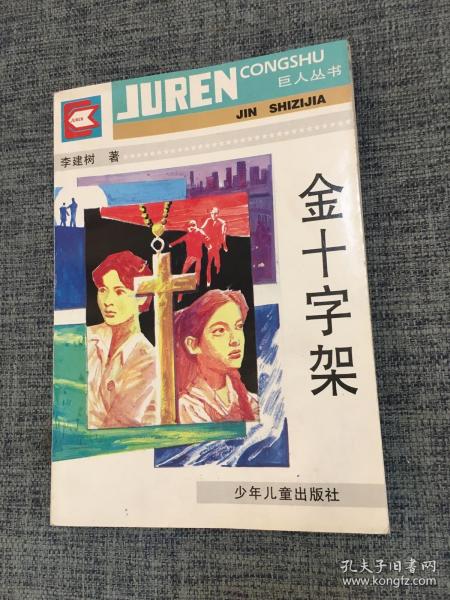 JUREN
JUREN CONGSHU
巨人丛书
JIN SHIZIJIA
李建树 著
金十字架
少年儿童出版社
孔夫子旧书网
www.kongfz.com